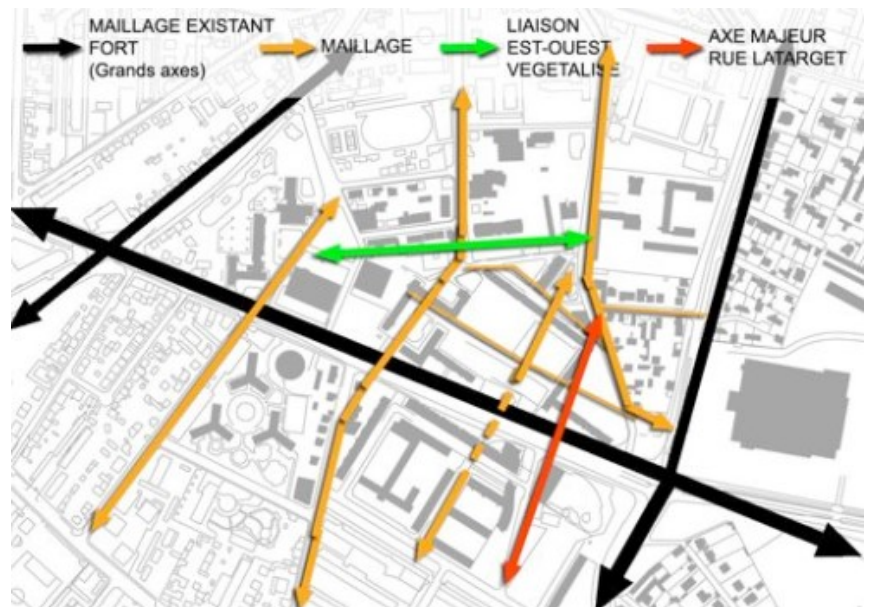 MAILLAGE EXISTANT
FORT
(Grands axes)
MAILLAGE
LIAISON
EST-OUEST
VEGETALISE
AXE MAJEUR
RUE LATARGET